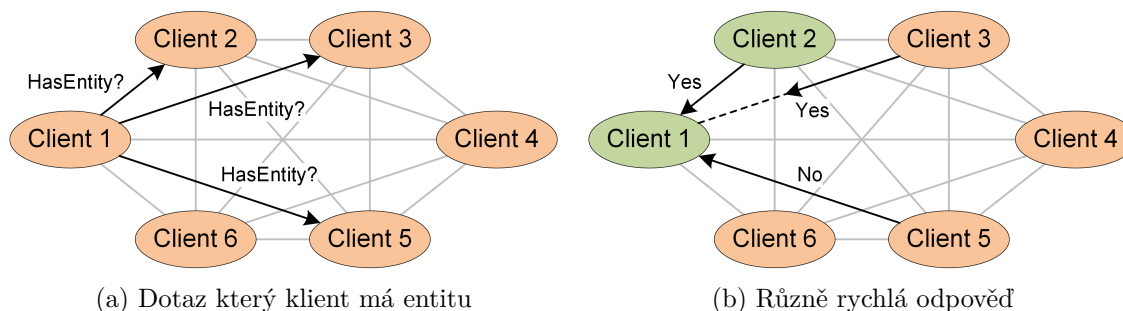 Client 2
Client 3
HasEntity?
HasEntity?
Client 1
Client 4
HasEntity?
Client 6
Client 5
(a) Dotaz který klient má entitu
Client 2
Client 3
Yes
Yes
Client 1
Client 4
No
Client 6
Client 5
(b) Různě rychlá odpověď